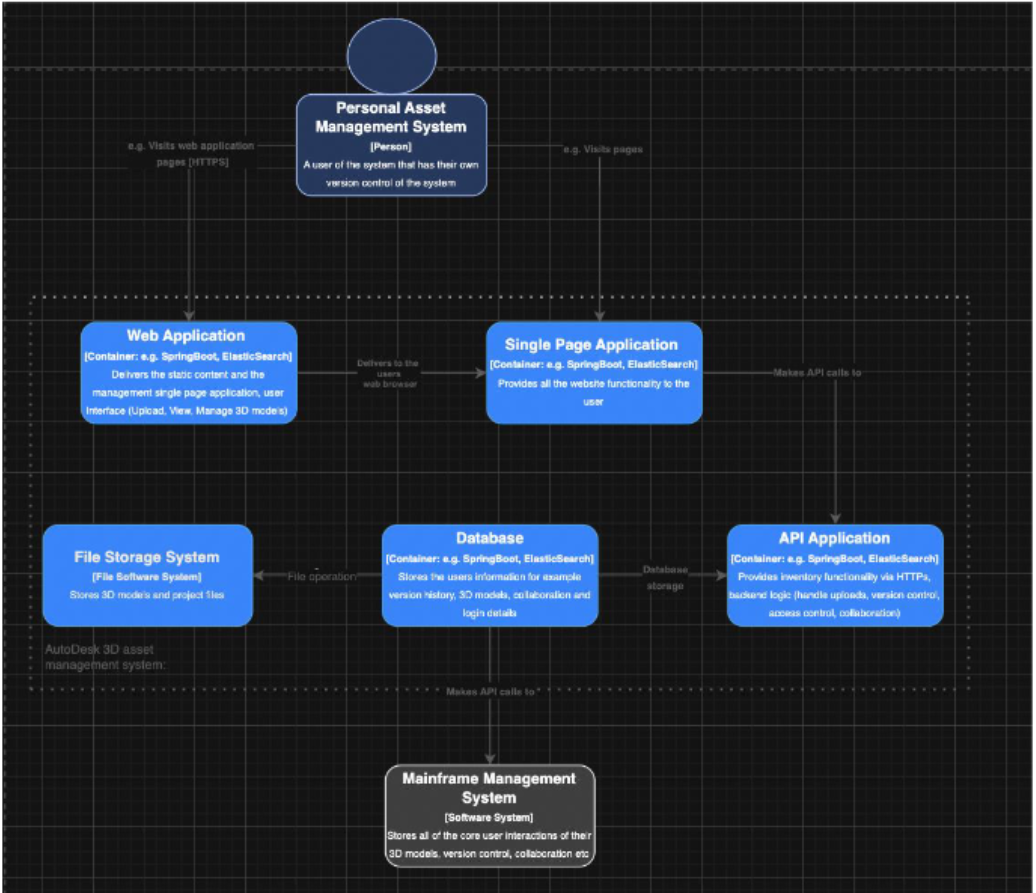 Personal Asset
Management System
[Person]
A user of the system that has their own
version control of the system
e.g. Visits web application
pages [HTTPS]
e.g. Visits pages
Web Application
[Container: e.g. SpringBoot, ElasticSearch]
Delivers the static content and the
management single page application, user
interface (Upload, View, Manage 3D models)
Delivers to the
users
web browser
Single Page Application
[Container: e.g. SpringBoot, ElasticSearch]
Provides all the website functionality to the
user
Makes API calls to
File Storage System
[File Software System]
Stores 3D models and project files
File operation
Database
[Container: e.g. SpringBoot, ElasticSearch]
Stores the users information for example
version history, 3D models, collaboration and
login details
Database
storage
API Application
[Container: e.g. SpringBoot, ElasticSearch]
Provides inventory functionality via HTTPs,
backend logic (handle uploads, version control,
access control, collaboration)
AutoDesk 3D asset
management system:
Makes API calls to
Mainframe Management
System
[Software System]
Stores all of the core user interactions of their
3D models, version control, collaboration etc